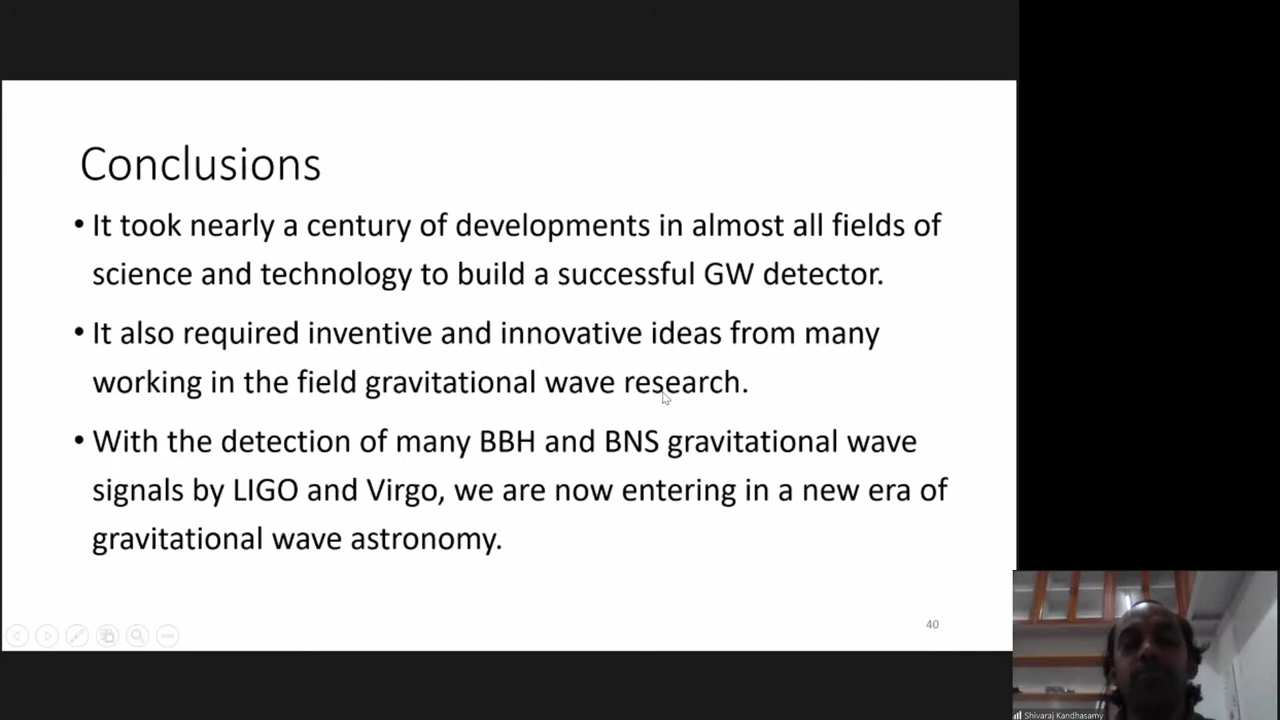 Conclusions
• It took nearly a century of developments in almost all fields of
science and technology to build a successful GW detector.
• It also required inventive and innovative ideas from many
working in the field gravitational wave research.
• With the detection of many BBH and BNS gravitational wave
signals by LIGO and Virgo, we are now entering in a new era of
gravitational wave astronomy.
40
Shivaraj Kandhasamy